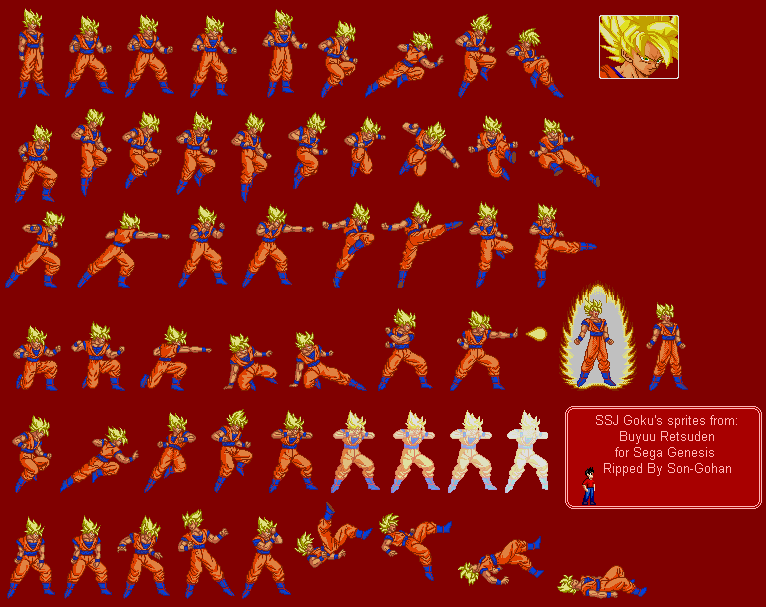 SSJ Goku's sprites from:
Buyuu Retsuden
for Sega Genesis
Ripped By Son-Gohan